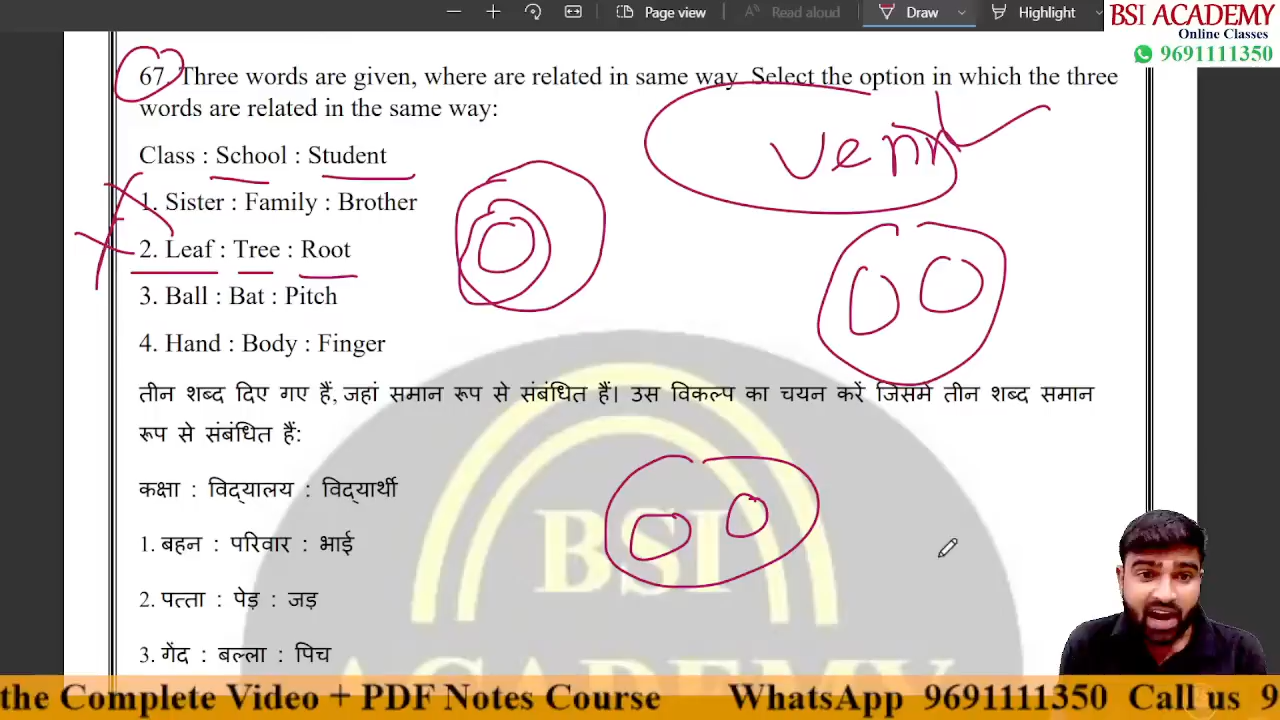 Page view
Read aloud
Draw
Highlight
BSI ACADEMY
Online Classes
9691111350
67. Three words are given, where are related in same way. Select the option in which the three
words are related in the same way:
venn
Class : School : Student
1. Sister : Family : Brother
2. Leaf : Tree : Root
3. Ball : Bat : Pitch
4. Hand : Body : Finger
तीन शब्द दिए गए हैं, जहां समान रूप से संबंधित हैं। उस विकल्प का चयन करें जिसमें तीन शब्द समान
रूप से संबंधित हैं:
कक्षा : विद्यालय : विद्यार्थी
1. बहन : परिवार : भाई
2. पत्ता : पेड़ : जड़
3. गेंद : बल्ला : पिच
BSI
ACADEMY
the Complete Video + PDF Notes Course WhatsApp 9691111350 Call us 9